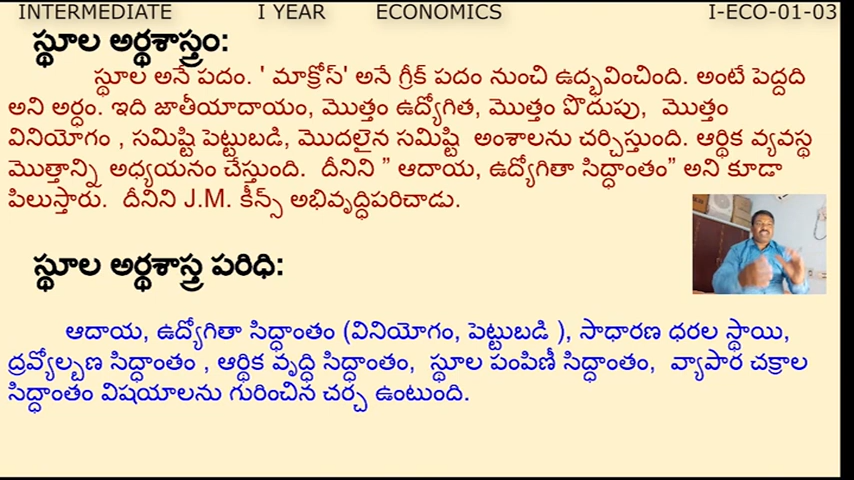 INTERMEDIATE I YEAR ECONOMICS I-ECO-01-03
స్థూల అర్థశాస్త్రం:
స్థూల అనే పదం. ' మాక్రోస్' అనే గ్రీక్ పదం నుంచి ఉద్భవించింది. అంటే పెద్దది
అని అర్ధం. ఇది జాతీయాదాయం, మొత్తం ఉద్యోగిత, మొత్తం పొదుపు, మొత్తం
వినియోగం , సమిష్టి పెట్టుబడి, మొదలైన సమిష్టి అంశాలను చర్చిస్తుంది. ఆర్థిక వ్యవస్థ
మొత్తాన్ని అధ్యయనం చేస్తుంది. దీనిని ” ఆదాయ, ఉద్యోగితా సిద్ధాంతం” అని కూడా
పిలుస్తారు. దీనిని J.M. కీన్స్ అభివృద్ధిపరిచాడు.
స్థూల అర్థశాస్త్ర పరిధి:
ఆదాయ, ఉద్యోగితా సిద్ధాంతం (వినియోగం, పెట్టుబడి ), సాధారణ ధరల స్థాయి,
ద్రవ్యోల్బణ సిద్ధాంతం , ఆర్థిక వృద్ధి సిద్ధాంతం, స్థూల పంపిణీ సిద్ధాంతం, వ్యాపార చక్రాల
సిద్ధాంతం విషయాలను గురించిన చర్చ ఉంటుంది.